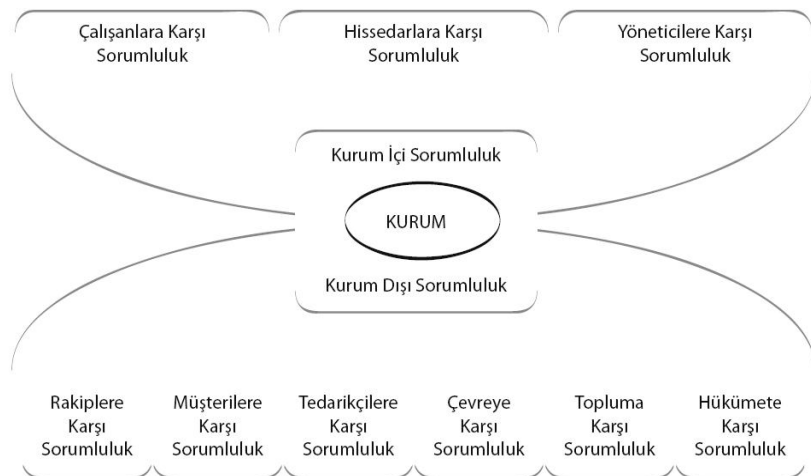 Çalışanlara Karşı
Sorumluluk
Hissedarlara Karşı
Sorumluluk
Yöneticilere Karşı
Sorumluluk
Kurum İçi Sorumluluk
KURUM
Kurum Dışı Sorumluluk
Rakiplere
Karşı
Sorumluluk
Müşterilere
Karşı
Sorumluluk
Tedarikçilere
Karşı
Sorumluluk
Çevreye
Karşı
Sorumluluk
Topluma
Karşı
Sorumluluk
Hükümete
Karşı
Sorumluluk